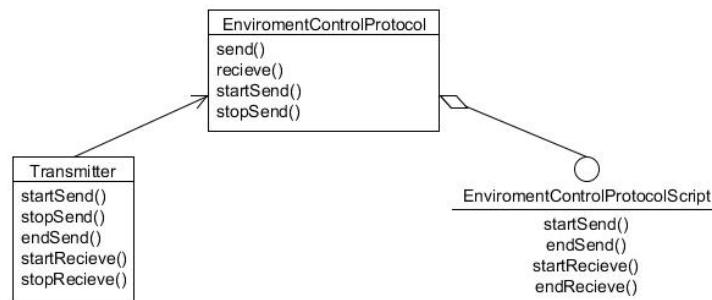 EnviromentControlProtocol
send()
recieve()
startSend()
stopSend()
Transmitter
startSend()
stopSend()
endSend()
startRecieve()
stopRecieve()
EnviromentControlProtocolScript
startSend()
endSend()
startRecieve()
endRecieve()